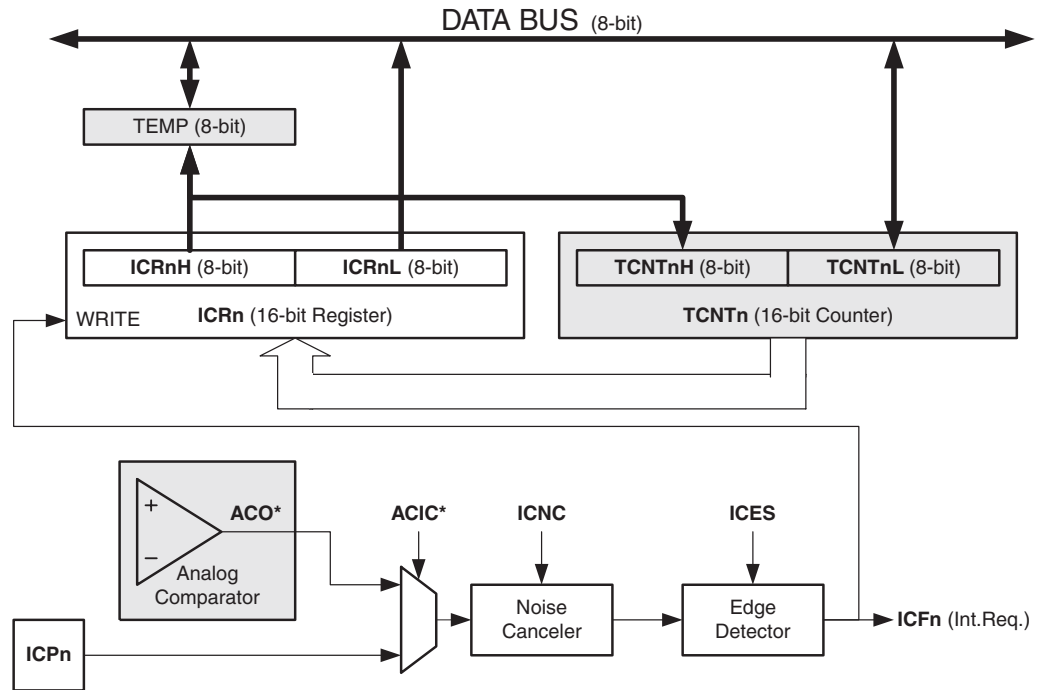 DATA BUS (8-bit)
TEMP (8-bit)
ICRnH (8-bit) ICRnL (8-bit) TCNTnH (8-bit) TCNTnL (8-bit)
WRITE ICRn (16-bit Register) TCNTn (16-bit Counter)
+
−
ACO* ACIC* ICNC ICES
Analog
Comparator
Noise
Canceler
Edge
Detector
ICFn (Int.Req.)
ICPn